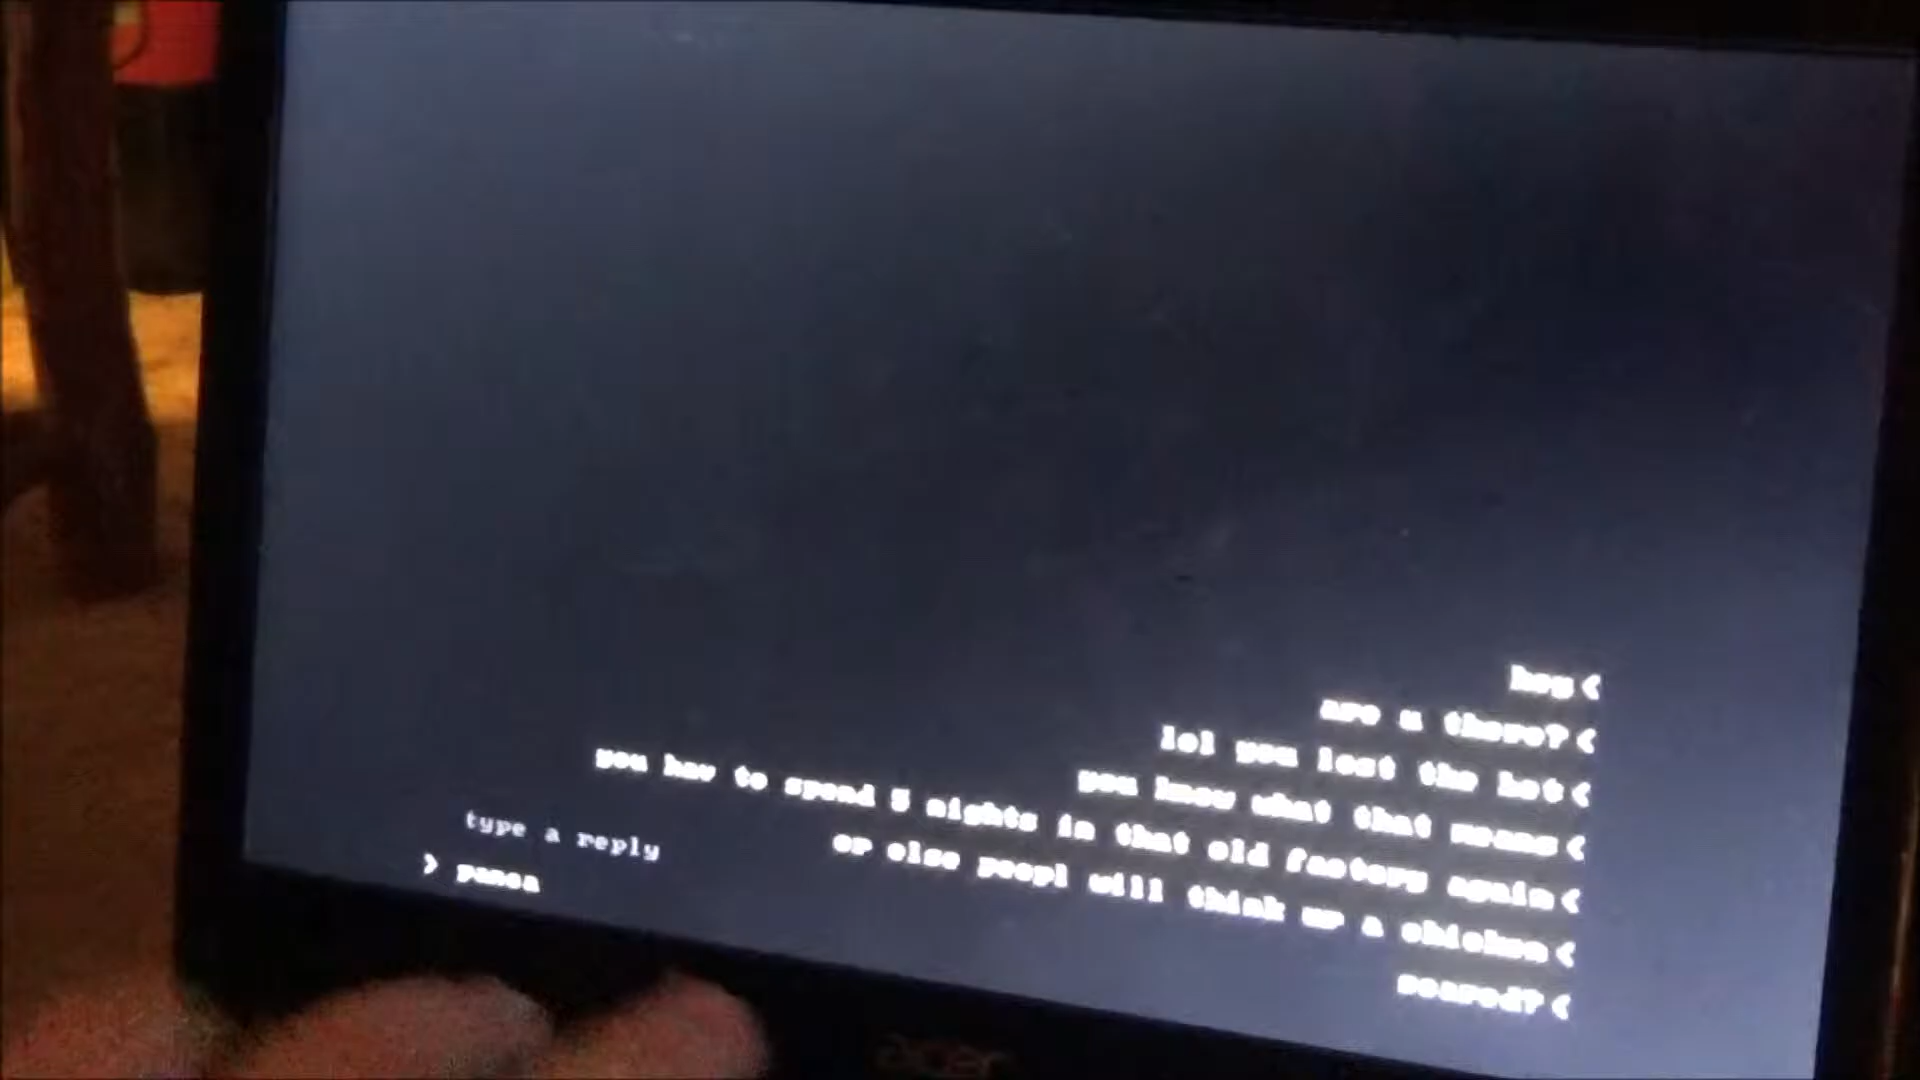 hey <
are u there? <
lol you lost the bet <
you know what that means <
you hav to spend 5 nights in that old factory again <
or else peopl will think ur a chicken <
scared? <
type a reply
>
acer